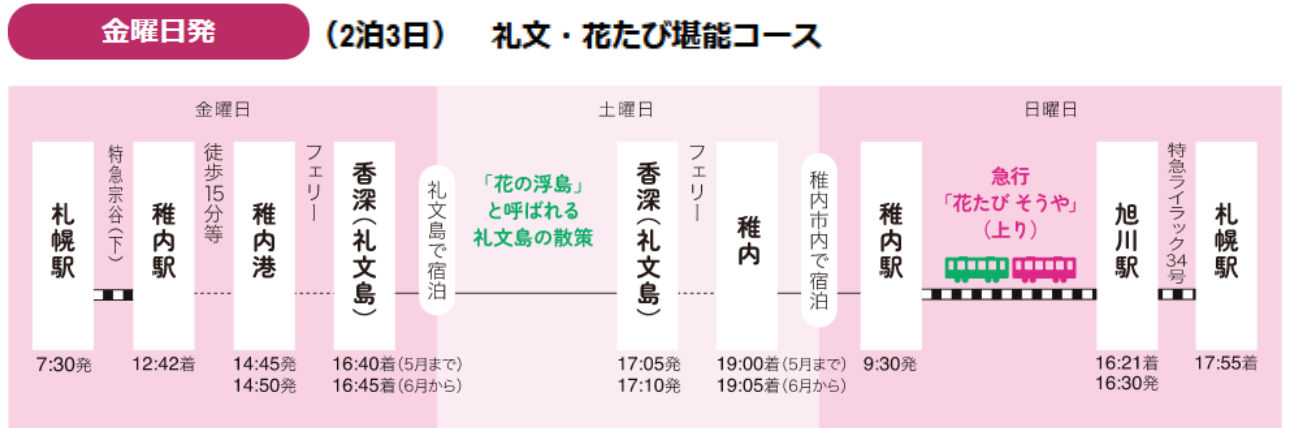 金曜日発
（2泊3日）　礼文・花たび堪能コース
金曜日
土曜日
日曜日
札幌駅
特急宗谷（下）
稚内駅
徒歩15分等
稚内港
フェリー
香深（礼文島）
礼文島で宿泊
「花の浮島」
と呼ばれる
礼文島の散策
香深（礼文島）
フェリー
稚内
稚内市内で宿泊
稚内駅
急行
「花たび そうや」
（上り）
旭川駅
特急ライラック34号
札幌駅
7:30発
12:42着
14:45発
14:50発
16:40着（5月まで）
16:45着（6月から）
17:05発
17:10発
19:00着（5月まで）
19:05着（6月から）
9:30発
16:21着
16:30発
17:55着